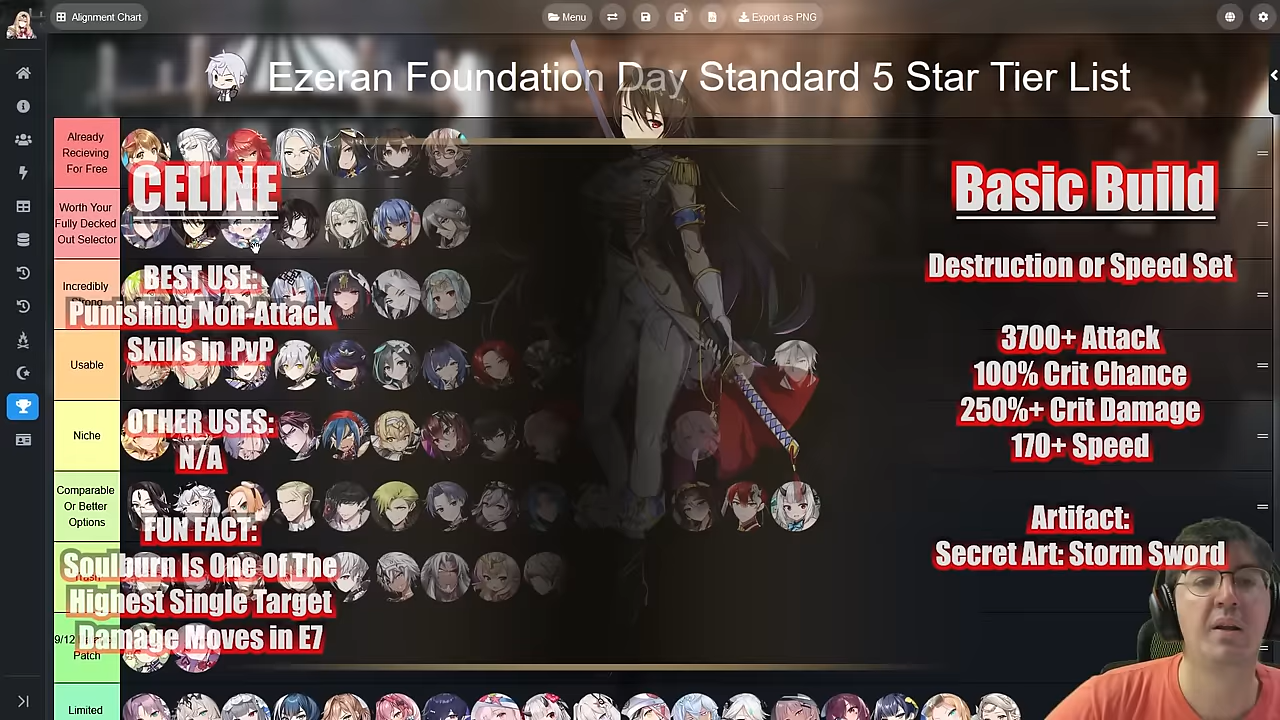 Alignment Chart
Menu
Export as PNG
Ezeran Foundation Day Standard 5 Star Tier List
Already
Recieving
For Free
CELINE
Worth Your
Fully Decked
Out Selector
BEST USE:
Punishing Non-Attack
Skills in PvP
Incredibly
Usable
OTHER USES:
N/A
Niche
Comparable
Or Better
Options
FUN FACT:
Soulburn Is One Of The
Highest Single Target
Damage Moves in E7
9/12
Patch
Limited
Basic Build
Destruction or Speed Set
3700+ Attack
100% Crit Chance
250%+ Crit Damage
170+ Speed
Artifact:
Secret Art: Storm Sword